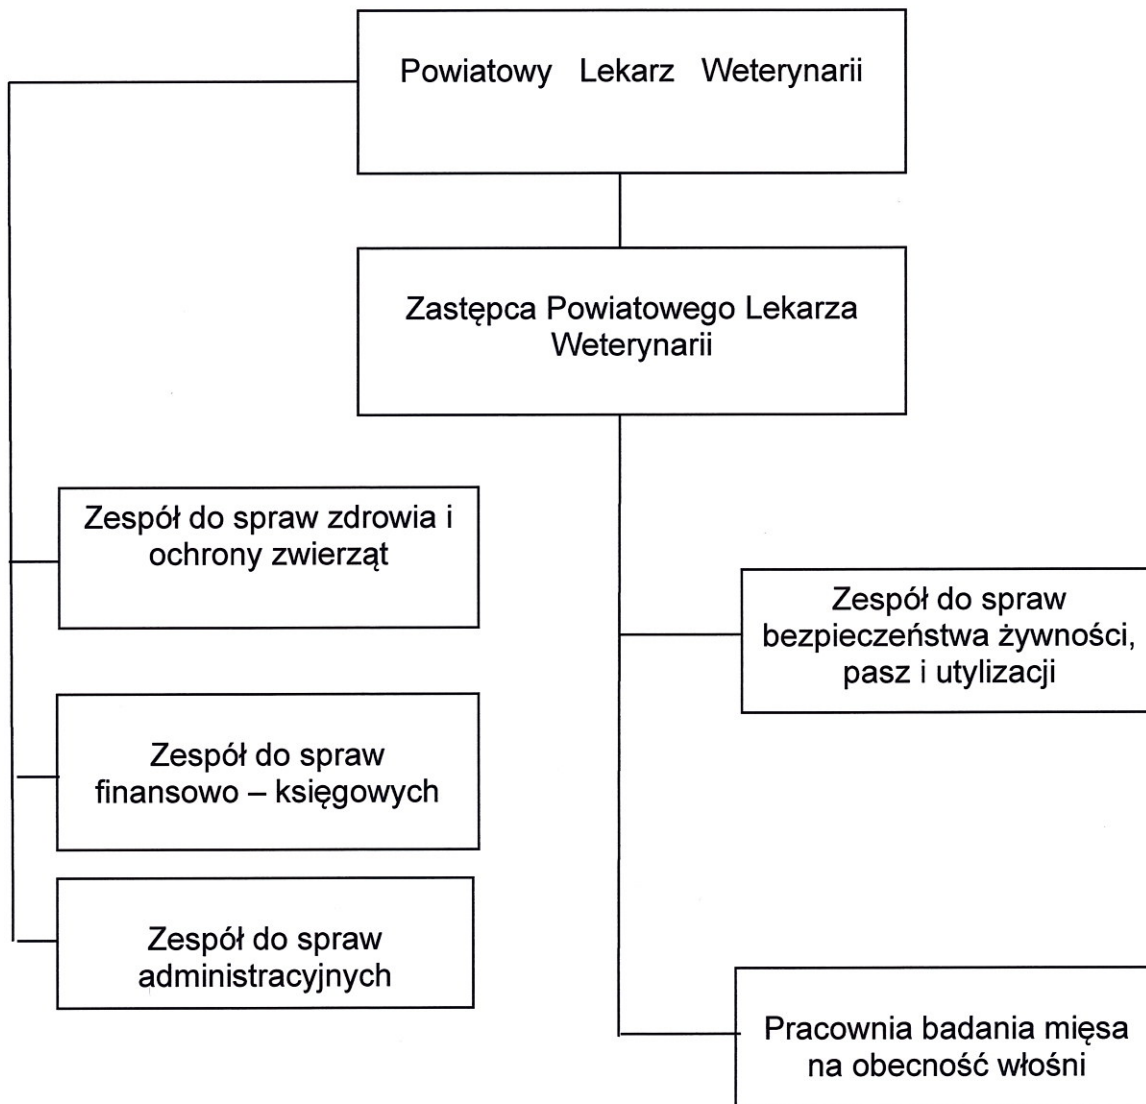 Powiatowy Lekarz Weterynarii
Zastępca Powiatowego Lekarza
Weterynarii
Zespół do spraw zdrowia i
ochrony zwierząt
Zespół do spraw
finansowo – księgowych
Zespół do spraw
administracyjnych
Zespół do spraw
bezpieczeństwa żywności,
pasz i utylizacji
Pracownia badania mięsa
na obecność włośni